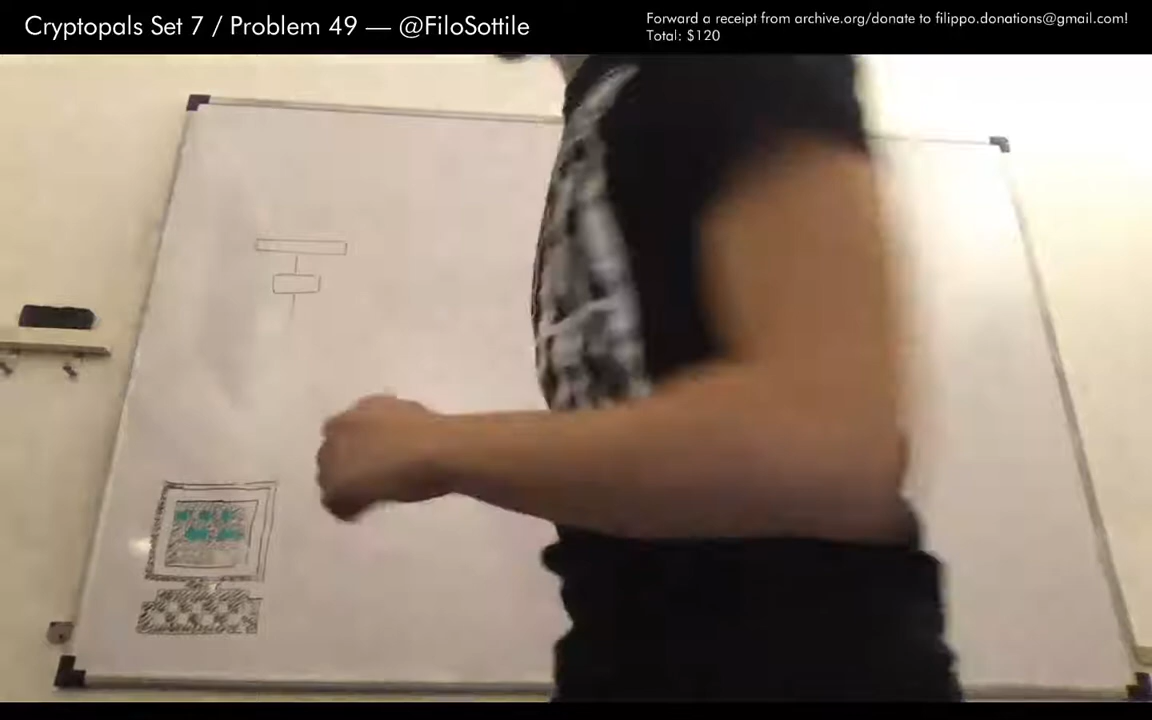 Cryptopals Set 7 / Problem 49 — @FiloSottile
Forward a receipt from archive.org/donate to filippo.donations@gmail.com!
Total: $120